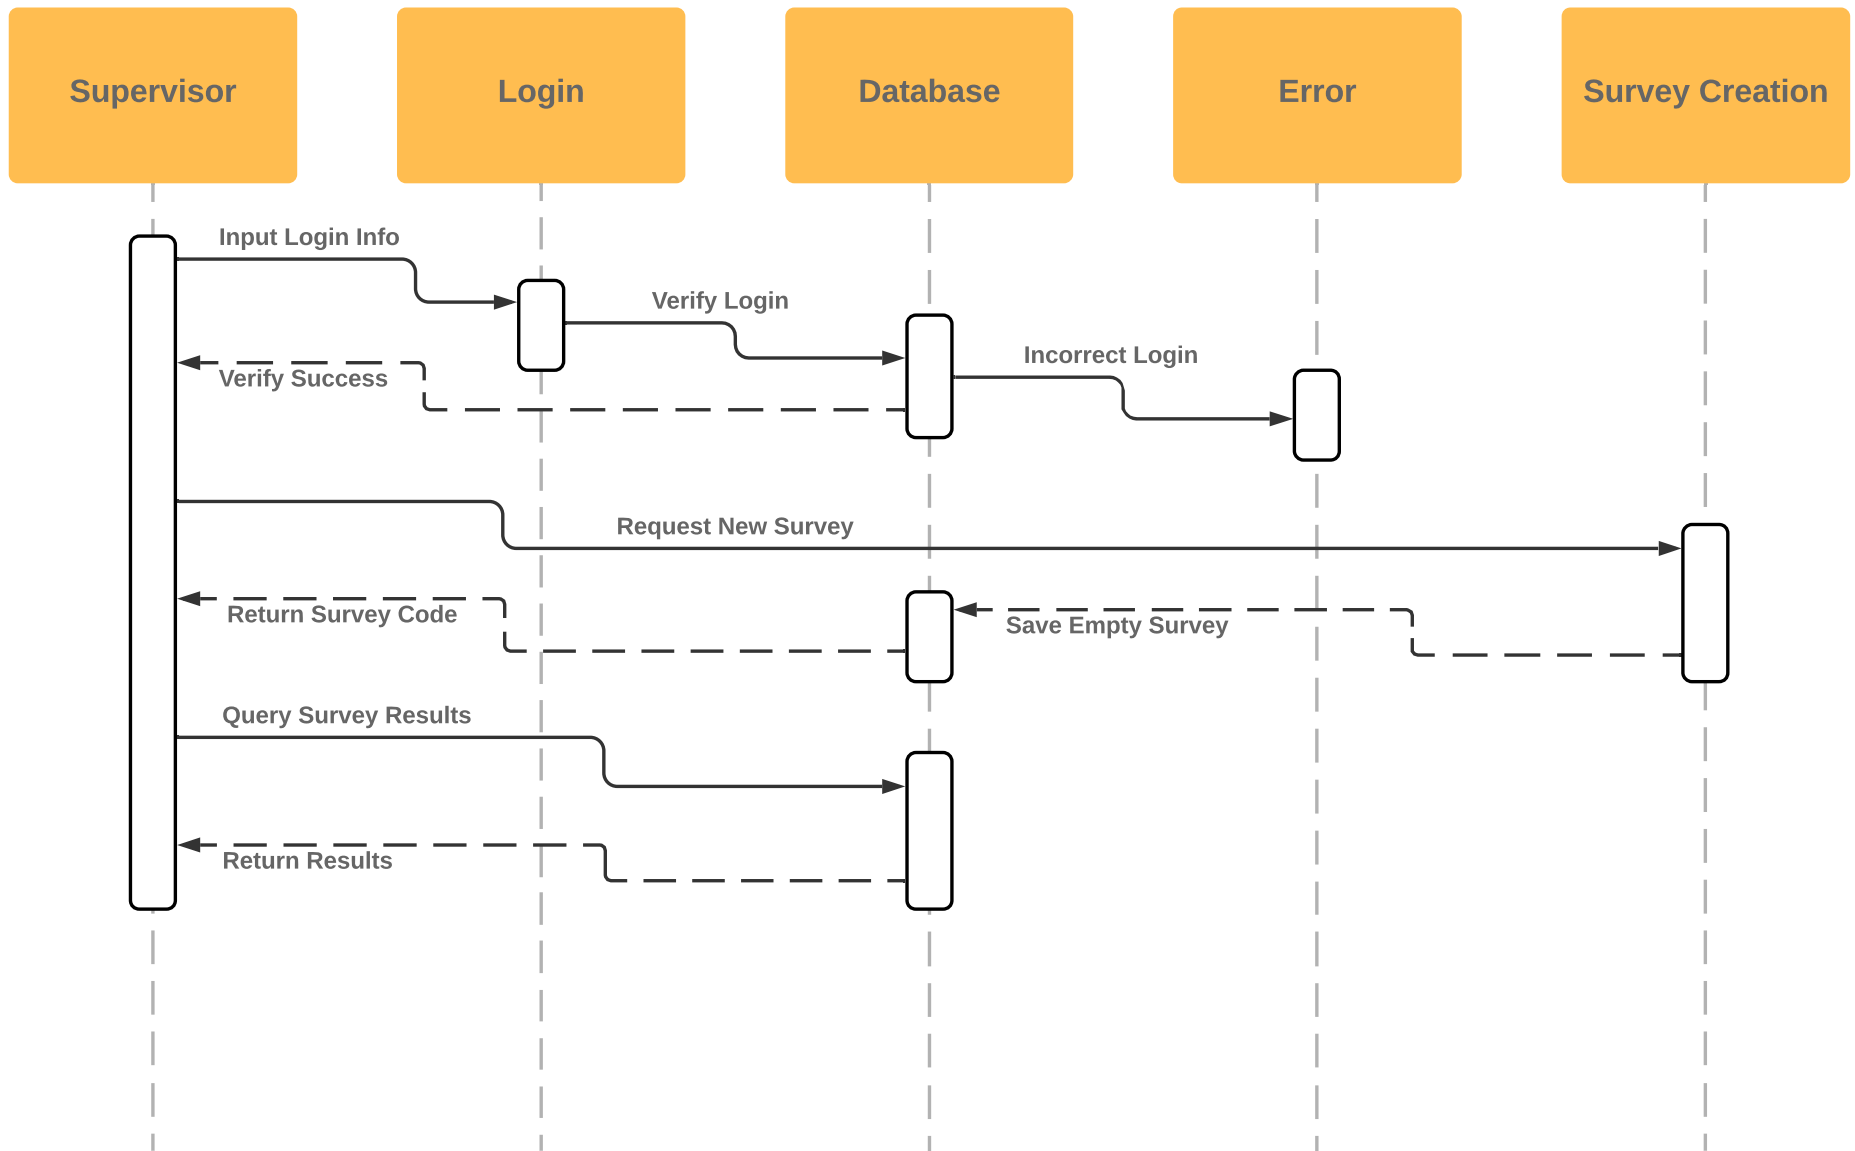 Supervisor
Login
Database
Error
Survey Creation
Input Login Info
Verify Login
Incorrect Login
Verify Success
Request New Survey
Return Survey Code
Save Empty Survey
Query Survey Results
Return Results